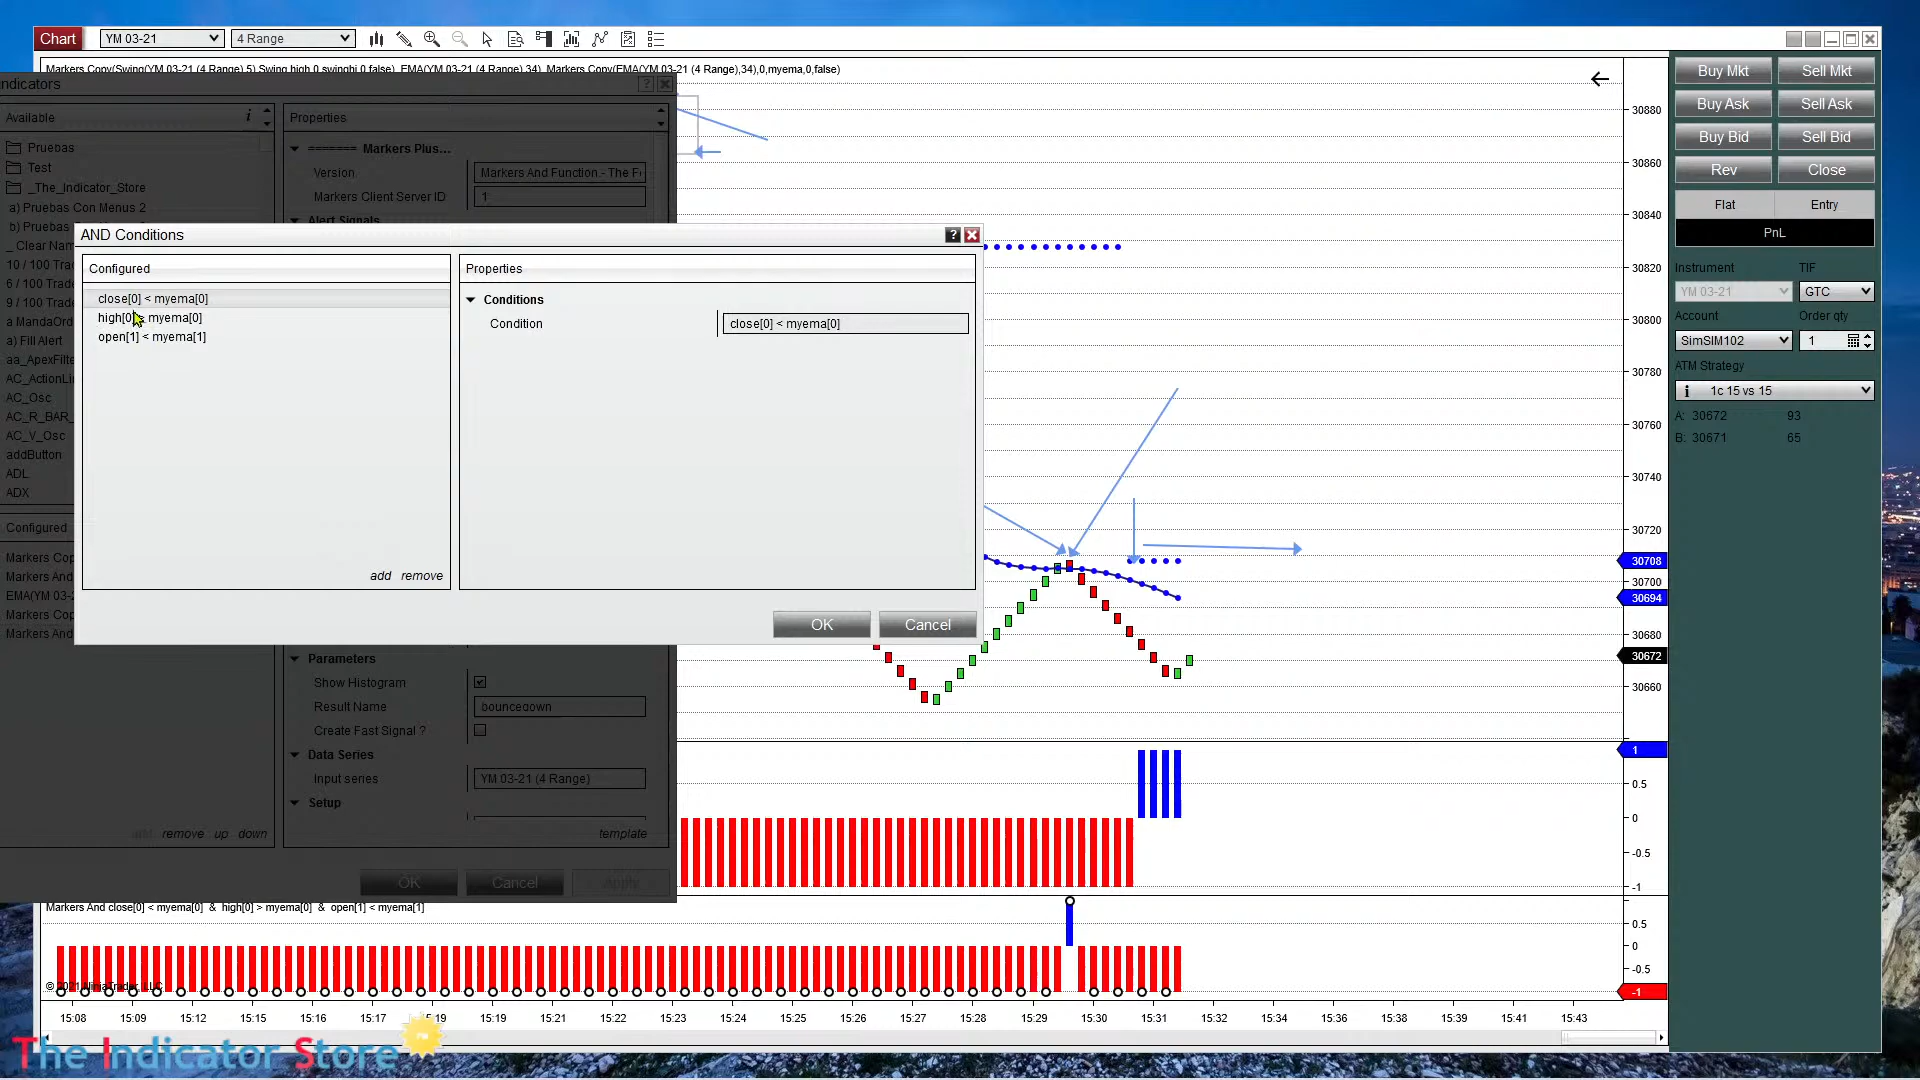 Chart
YM 03-21
4 Range
Markers Copy(Swing(YM 03-21 (4 Range),5),Swing high,0,swinghi,0,false), EMA(YM 03-21 (4 Range),34), Markers Copy(EMA(YM 03-21 (4 Range),34),0,myema,0,false)
Indicators
Available
Pruebas
Test
_The_Indicator_Store
a) Pruebas Con Menus 2
b) Pruebas
_ Clear Nam
10 / 100 Trad
6 / 100 Trad
9 / 100 Trad
a MandaOrd
a) Fill Alert
aa_ApexFilte
AC_ActionLi
AC_Osc
AC_R_BAR_
AC_V_Osc
addButton
ADL
ADX
Configured
Markers Cop
Markers And
EMA(YM 03-2
Markers Cop
Markers And
remove up down
Properties
======= Markers Plus...
Version
Markers And Function - The F
Markers Client Server ID
1
Alert Signals
AND Conditions
?
Configured
close[0] < myema[0]
high[0] > myema[0]
open[1] < myema[1]
add remove
Properties
Conditions
Condition
close[0] < myema[0]
OK
Cancel
Parameters
Show Histogram
Result Name
bouncedown
Create Fast Signal ?
Data Series
Input series
YM 03-21 (4 Range)
Setup
template
OK
Cancel
Apply
30880
30860
30840
30820
30800
30780
30760
30740
30720
30708
30700
30694
30680
30672
30660
1
0.5
0
-0.5
-1
Markers And close[0] < myema[0] & high[0] > myema[0] & open[1] < myema[1]
0.5
0
-0.5
-1
© 2021 NinjaTrader, LLC
15:08 15:09 15:12 15:16 15:17 15:19 15:19 15:21 15:22 15:23 15:24 15:25 15:26 15:27 15:28 15:29 15:30 15:31 15:32 15:34 15:36 15:38 15:39 15:41 15:43
Buy Mkt
Sell Mkt
Buy Ask
Sell Ask
Buy Bid
Sell Bid
Rev
Close
Flat
Entry
PnL
Instrument
TIF
YM 03-21
GTC
Account
Order qty
SimSIM102
1
ATM Strategy
1c 15 vs 15
A: 30672 93
B: 30671 65
The Indicator Store